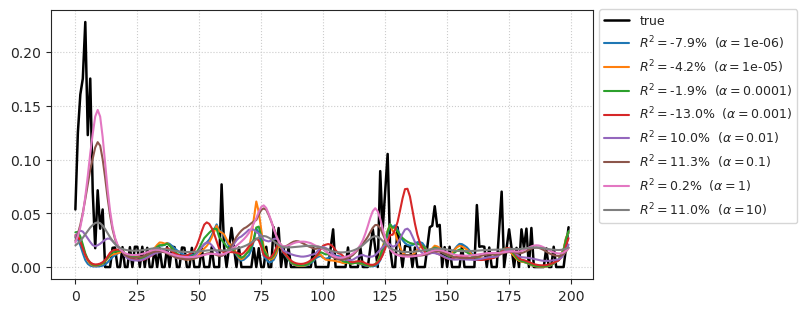 true
R² = -7.9% (α = 1e-06)
R² = -4.2% (α = 1e-05)
R² = -1.9% (α = 0.0001)
R² = -13.0% (α = 0.001)
R² = 10.0% (α = 0.01)
R² = 11.3% (α = 0.1)
R² = 0.2% (α = 1)
R² = 11.0% (α = 10)
0.20
0.15
0.10
0.05
0.00
0 25 50 75 100 125 150 175 200